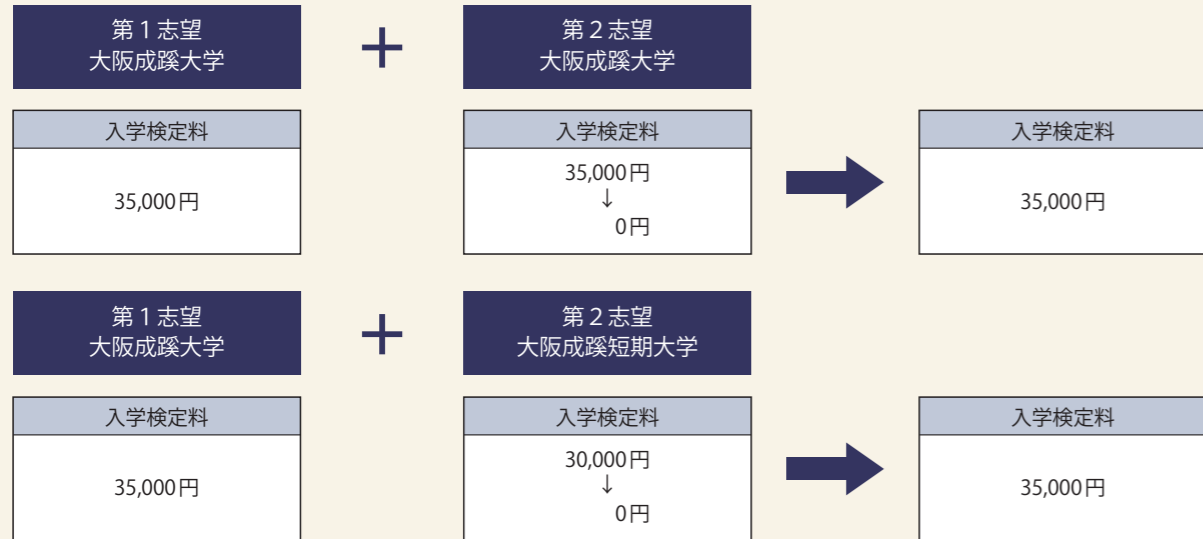 第1志望
大阪成蹊大学
+
第2志望
大阪成蹊大学
入学検定料
35,000円
入学検定料
35,000円
↓
0円
入学検定料
35,000円
第1志望
大阪成蹊大学
+
第2志望
大阪成蹊短期大学
入学検定料
35,000円
入学検定料
30,000円
↓
0円
入学検定料
35,000円